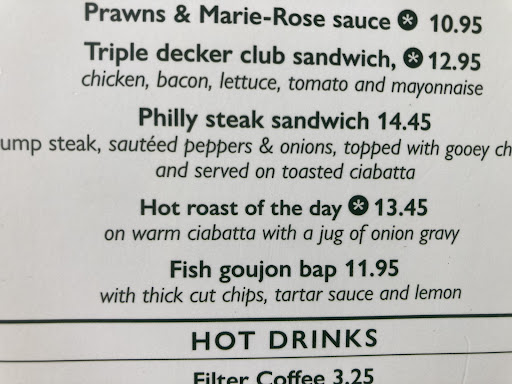 Prawns & Marie-Rose sauce * 10.95
Triple decker club sandwich, * 12.95
chicken, bacon, lettuce, tomato and mayonnaise
Philly steak sandwich 14.45
steak, sautéed peppers & onions, topped with gooey
and served on toasted ciabatta
Hot roast of the day * 13.45
on warm ciabatta with a jug of onion gravy
Fish goujon bap 11.95
with thick cut chips, tartar sauce and lemon
HOT DRINKS
Filter Coffee 3.25